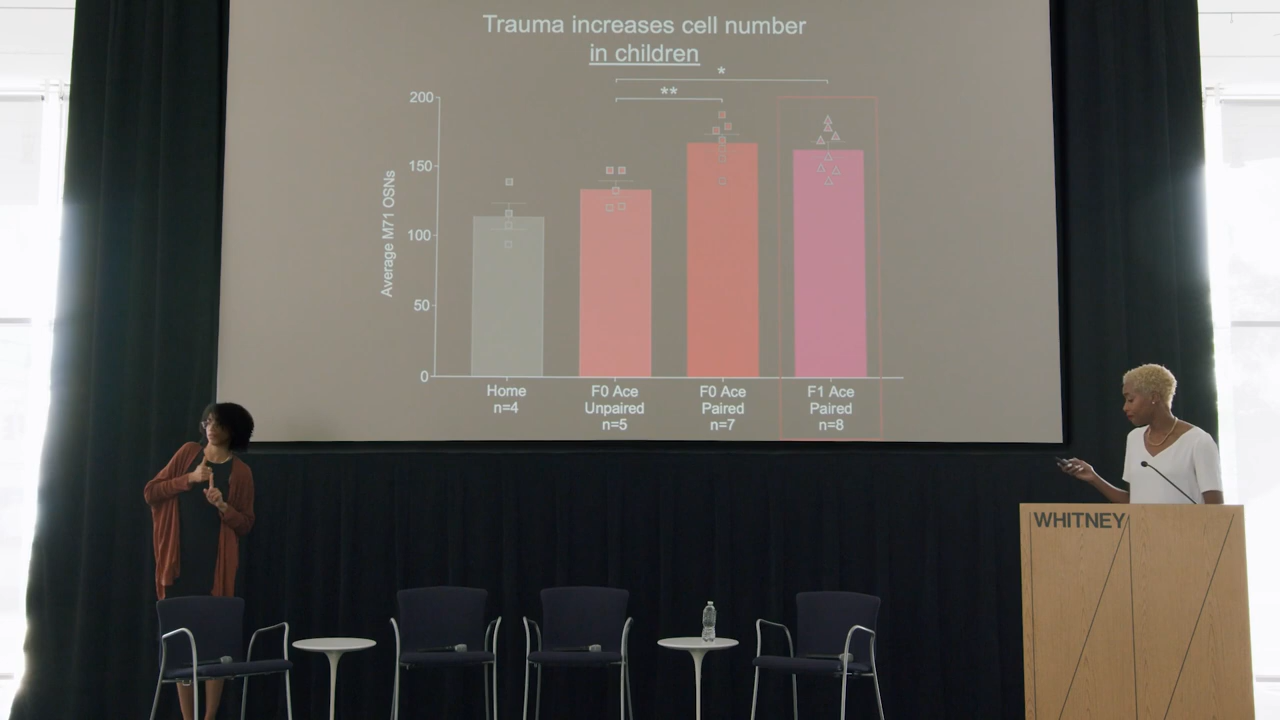 Trauma increases cell number
in children
*
**
200
150
100
50
0
Average M71 OSNs
Home
n=4
F0 Ace
Unpaired
n=5
F0 Ace
Paired
n=7
F1 Ace
Paired
n=8
WHITNEY